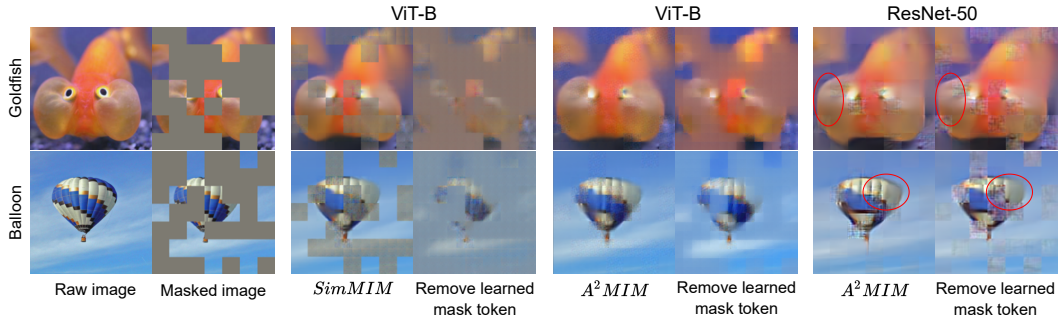 ViT-B ViT-B ResNet-50
Goldfish
Balloon
Raw image Masked image SimMIM Remove learned mask token A²MIM Remove learned mask token A²MIM Remove learned mask token